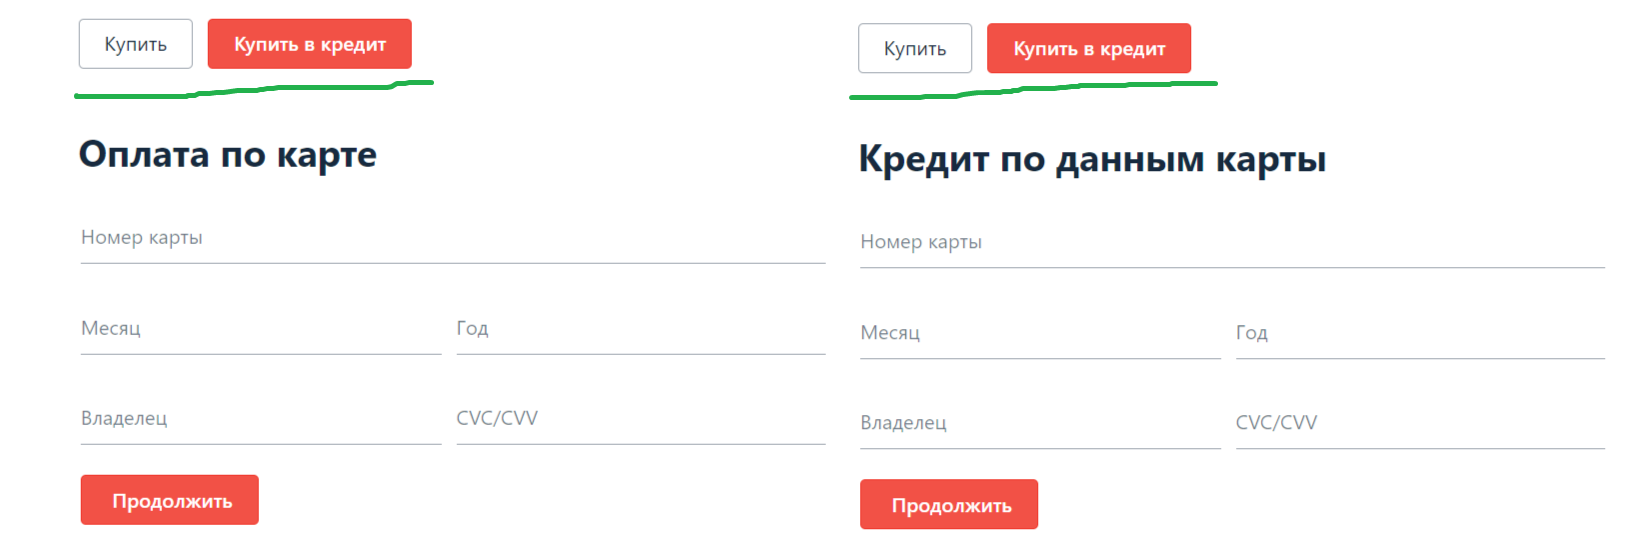 Купить Купить в кредит
Оплата по карте
Номер карты
Месяц Год
Владелец CVC/CVV
Продолжить
Купить Купить в кредит
Кредит по данным карты
Номер карты
Месяц Год
Владелец CVC/CVV
Продолжить